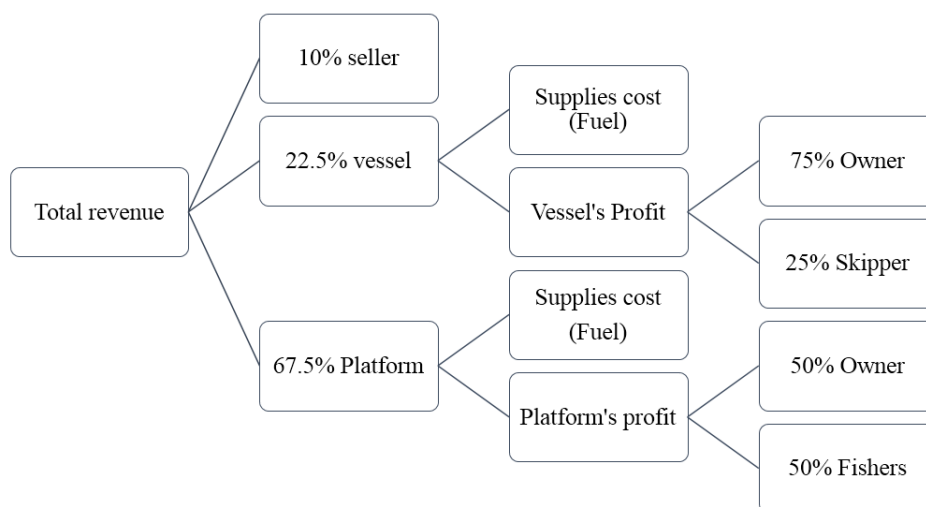 10% seller
Supplies cost
(Fuel)
22.5% vessel
75% Owner
Total revenue
Vessel's Profit
25% Skipper
Supplies cost
(Fuel)
67.5% Platform
50% Owner
Platform's profit
50% Fishers